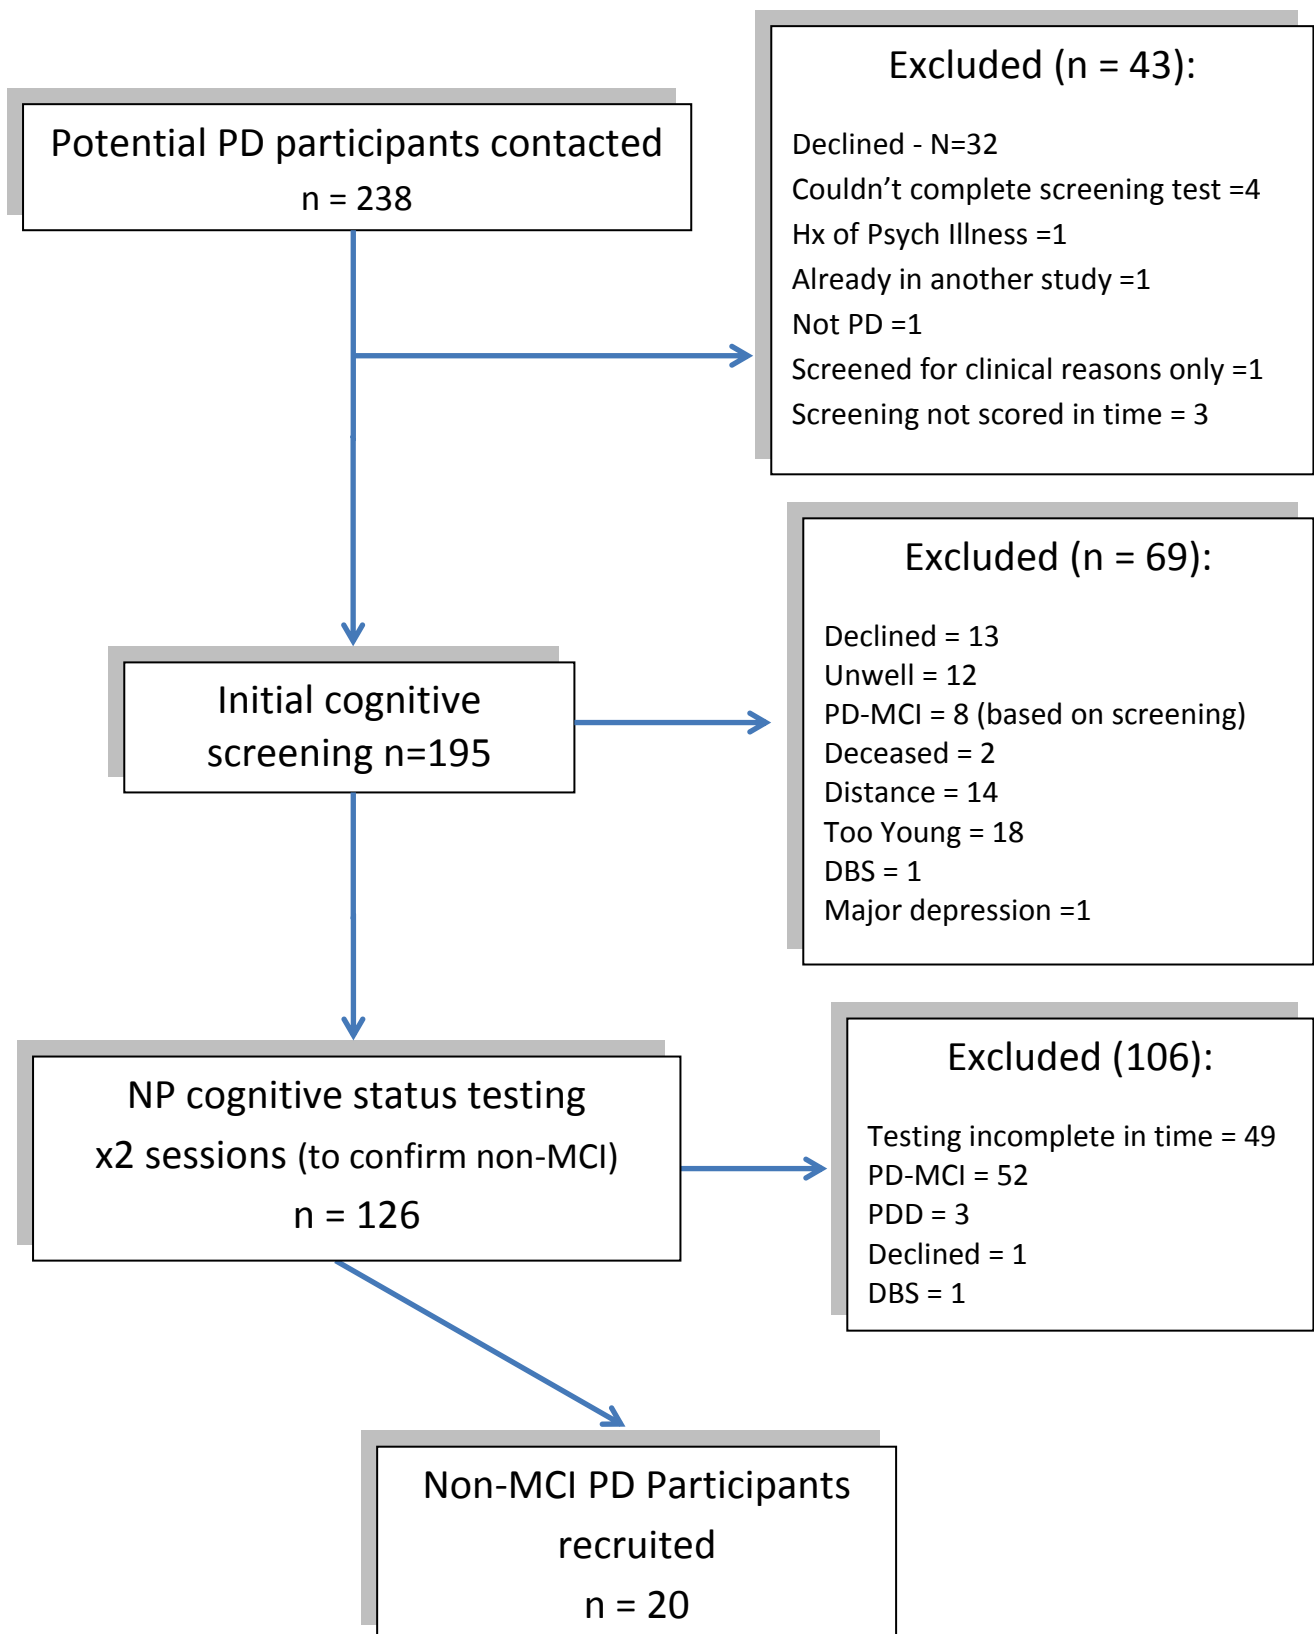 Potential PD participants contacted
n = 238
Excluded (n = 43):
Declined - N=32
Couldn’t complete screening test =4
Hx of Psych Illness =1
Already in another study =1
Not PD =1
Screened for clinical reasons only =1
Screening not scored in time = 3
Initial cognitive
screening n=195
Excluded (n = 69):
Declined = 13
Unwell = 12
PD-MCI = 8 (based on screening)
Deceased = 2
Distance = 14
Too Young = 18
DBS = 1
Major depression =1
NP cognitive status testing
x2 sessions (to confirm non-MCI)
n = 126
Excluded (106):
Testing incomplete in time = 49
PD-MCI = 52
PDD = 3
Declined = 1
DBS = 1
Non-MCI PD Participants
recruited
n = 20